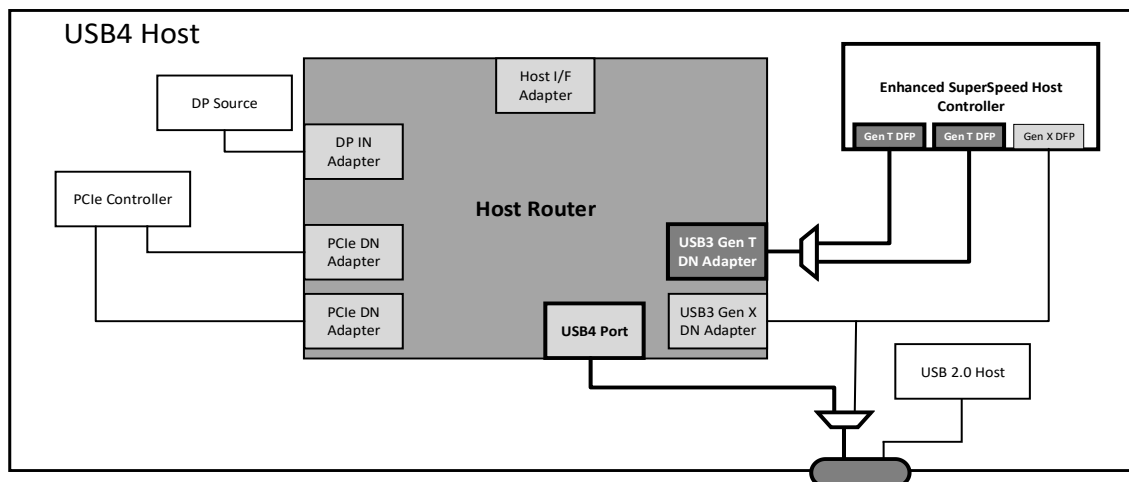 USB4 Host
DP Source
PCIe Controller
Host I/F
Adapter
DP IN
Adapter
PCIe DN
Adapter
PCIe DN
Adapter
Host Router
USB4 Port
USB3 Gen T
DN Adapter
USB3 Gen X
DN Adapter
Enhanced SuperSpeed Host
Controller
Gen T DFP
Gen T DFP
Gen X DFP
USB 2.0 Host